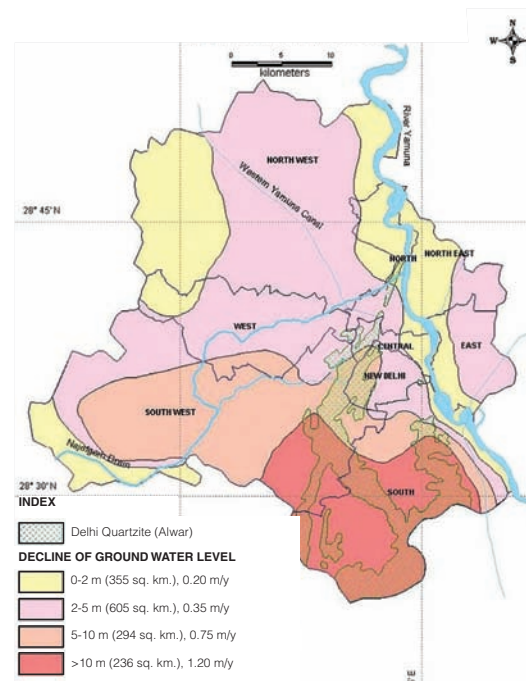 N
W
S
0 5 10
kilometers
River Yamuna
NORTH WEST
Western Yamuna Canal
28° 45' N
NORTH EAST
NORTH
WEST
CENTRAL
EAST
NEW DELHI
SOUTH WEST
Najafgarh Drain
28° 30' N
SOUTH
INDEX
Delhi Quartzite (Alwar)
DECLINE OF GROUND WATER LEVEL
0-2 m (355 sq. km.), 0.20 m/y
2-5 m (605 sq. km.), 0.35 m/y
5-10 m (294 sq. km.), 0.75 m/y
>10 m (236 sq. km.), 1.20 m/y